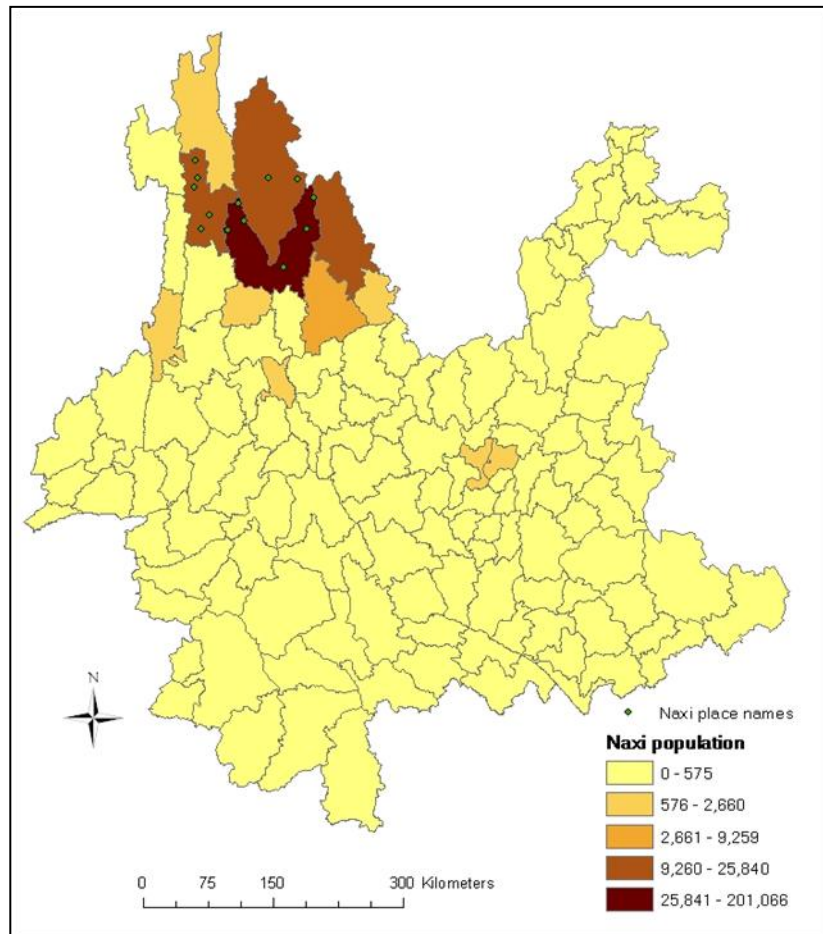 N
Naxi place names
Naxi population
0 - 575
576 - 2,660
2,661 - 9,259
9,260 - 25,840
25,841 - 201,066
0 75 150 300 Kilometers